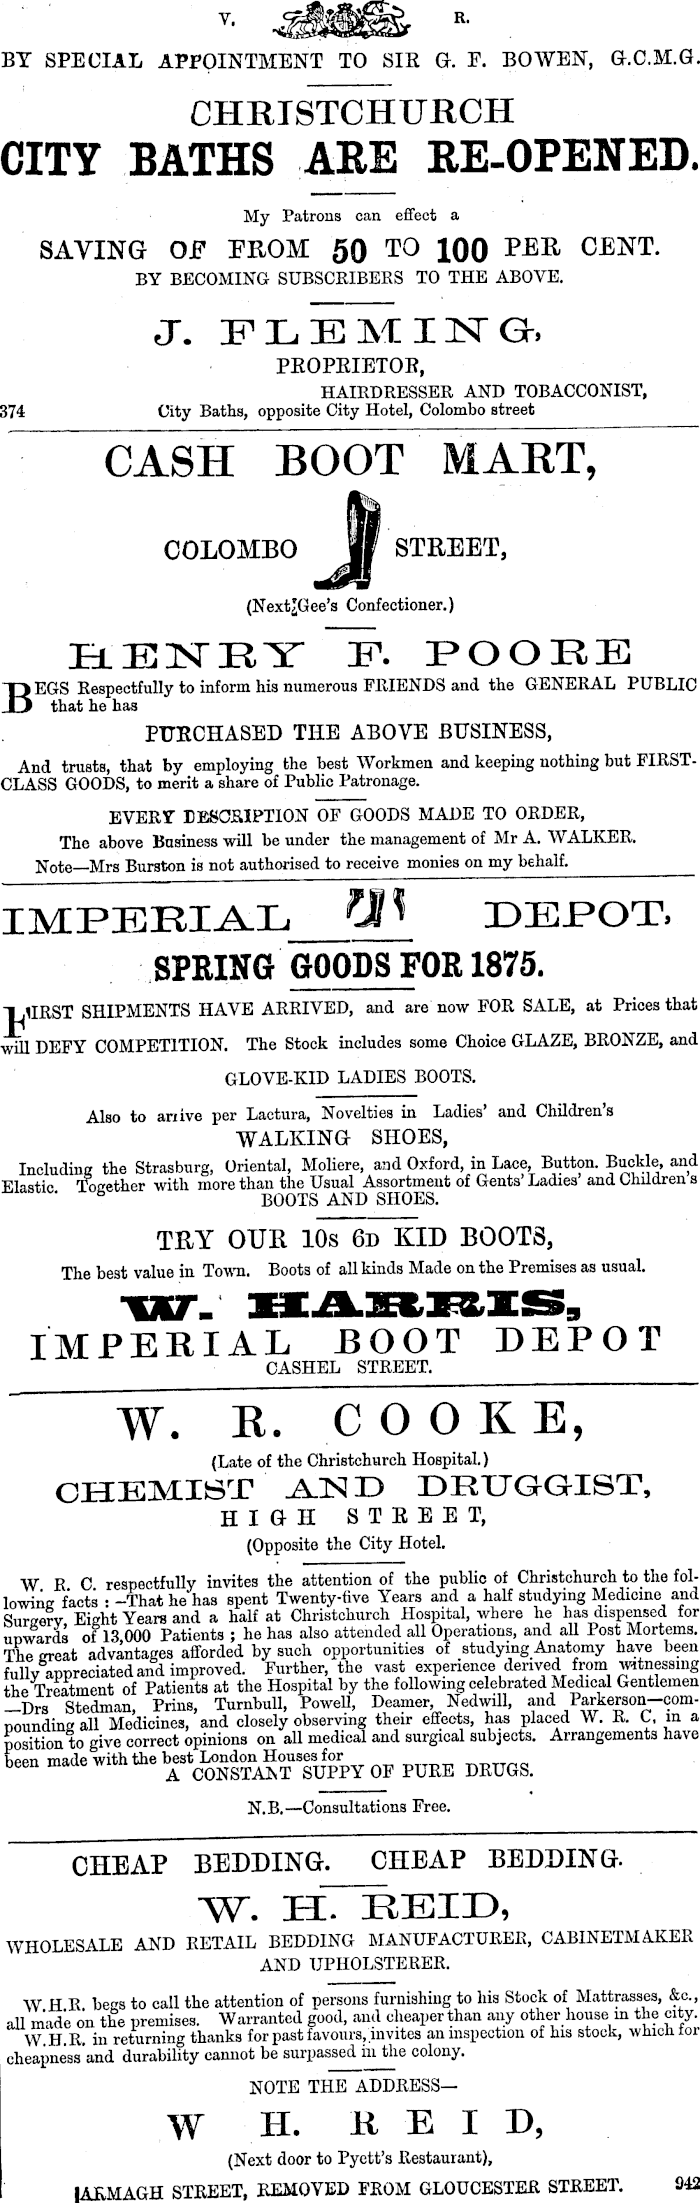 V. R.
BY SPECIAL APPOINTMENT TO SIR G. F. BOWEN, G.C.M.G.
CHRISTCHURCH
CITY BATHS ARE RE-OPENED.
My Patrons can effect a
SAVING OF FROM 50 TO 100 PER CENT.
BY BECOMING SUBSCRIBERS TO THE ABOVE.
J. FLEMING,
PROPRIETOR,
HAIRDRESSER AND TOBACCONIST,
374 City Baths, opposite City Hotel, Colombo street
CASH BOOT MART,
COLOMBO STREET,
(Next Gee's Confectioner.)
HENRY F. POORE
BEGS Respectfully to inform his numerous FRIENDS and the GENERAL PUBLIC
that he has
PURCHASED THE ABOVE BUSINESS,
And trusts, that by employing the best Workmen and keeping nothing but FIRST-
CLASS GOODS, to merit a share of Public Patronage.
EVERY DESCRIPTION OF GOODS MADE TO ORDER,
The above Business will be under the management of Mr A. WALKER.
Note—Mrs Burston is not authorised to receive monies on my behalf.
IMPERIAL DEPOT,
SPRING GOODS FOR 1875.
FIRST SHIPMENTS HAVE ARRIVED, and are now FOR SALE, at Prices that
will DEFY COMPETITION. The Stock includes some Choice GLAZE, BRONZE, and
GLOVE-KID LADIES BOOTS.
Also to arrive per Lactura, Novelties in Ladies' and Children's
WALKING SHOES,
Including the Strasburg, Oriental, Moliere, and Oxford, in Lace, Button. Buckle, and
Elastic. Together with more than the Usual Assortment of Gents' Ladies' and Children's
BOOTS AND SHOES.
TRY OUR 10s 6D KID BOOTS,
The best value in Town. Boots of all kinds Made on the Premises as usual.
W. HARRIS,
IMPERIAL BOOT DEPOT
CASHEL STREET.
W. R. COOKE,
(Late of the Christchurch Hospital.)
CHEMIST AND DRUGGIST,
HIGH STREET,
(Opposite the City Hotel.
W. R. C. respectfully invites the attention of the public of Christchurch to the fol-
lowing facts : —That he has spent Twenty-five Years and a half studying Medicine and
Surgery, Eight Years and a half at Christchurch Hospital, where he has dispensed for
upwards of 13,000 Patients ; he has also attended all Operations, and all Post Mortems.
The great advantages afforded by such opportunities of studying Anatomy have been
fully appreciated and improved. Further, the vast experience derived from witnessing
the Treatment of Patients at the Hospital by the following celebrated Medical Gentlemen
—Drs Stedman, Prins, Turnbull, Powell, Deamer, Nedwill, and Parkerson—com-
pounding all Medicines, and closely observing their effects, has placed W. R. C, in a
position to give correct opinions on all medical and surgical subjects. Arrangements have
been made with the best London Houses for
A CONSTANT SUPPY OF PURE DRUGS.
N.B.—Consultations Free.
CHEAP BEDDING. CHEAP BEDDING.
W. H. REID,
WHOLESALE AND RETAIL BEDDING MANUFACTURER, CABINETMAKER
AND UPHOLSTERER.
W.H.R. begs to call the attention of persons furnishing to his Stock of Mattrasses, &c.,
all made on the premises. Warranted good, and cheaper than any other house in the city.
W.H.R. in returning thanks for past favours, invites an inspection of his stock, which for
cheapness and durability cannot be surpassed in the colony.
NOTE THE ADDRESS—
W H. REID,
(Next door to Pyett's Restaurant),
ARMAGH STREET, REMOVED FROM GLOUCESTER STREET. 942